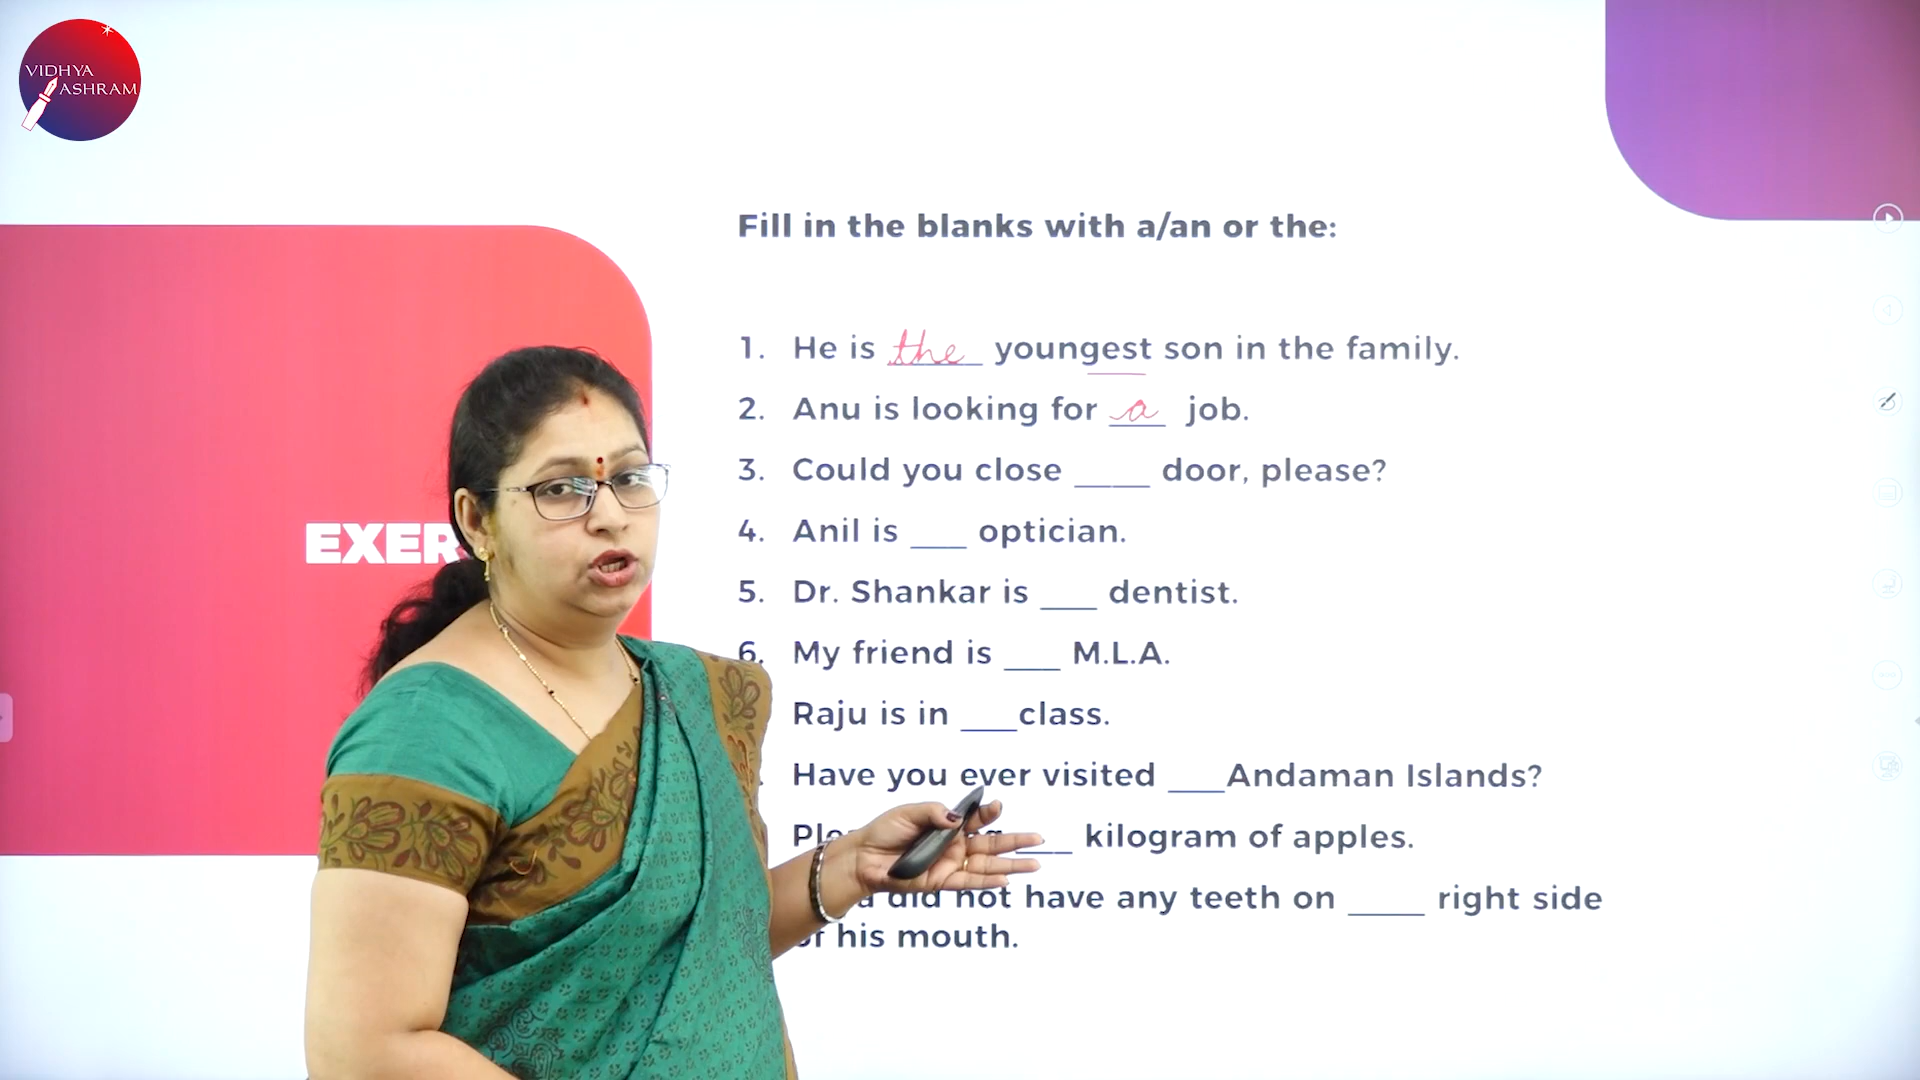 VIDHYA
ASHRAM
Fill in the blanks with a/an or the:
1. He is the youngest son in the family.
2. Anu is looking for a job.
3. Could you close ____ door, please?
EXER
4. Anil is ___ optician.
5. Dr. Shankar is ___ dentist.
6. My friend is ___ M.L.A.
Raju is in ___class.
Have you ever visited ___Andaman Islands?
___ kilogram of apples.
did not have any teeth on ____ right side
of his mouth.